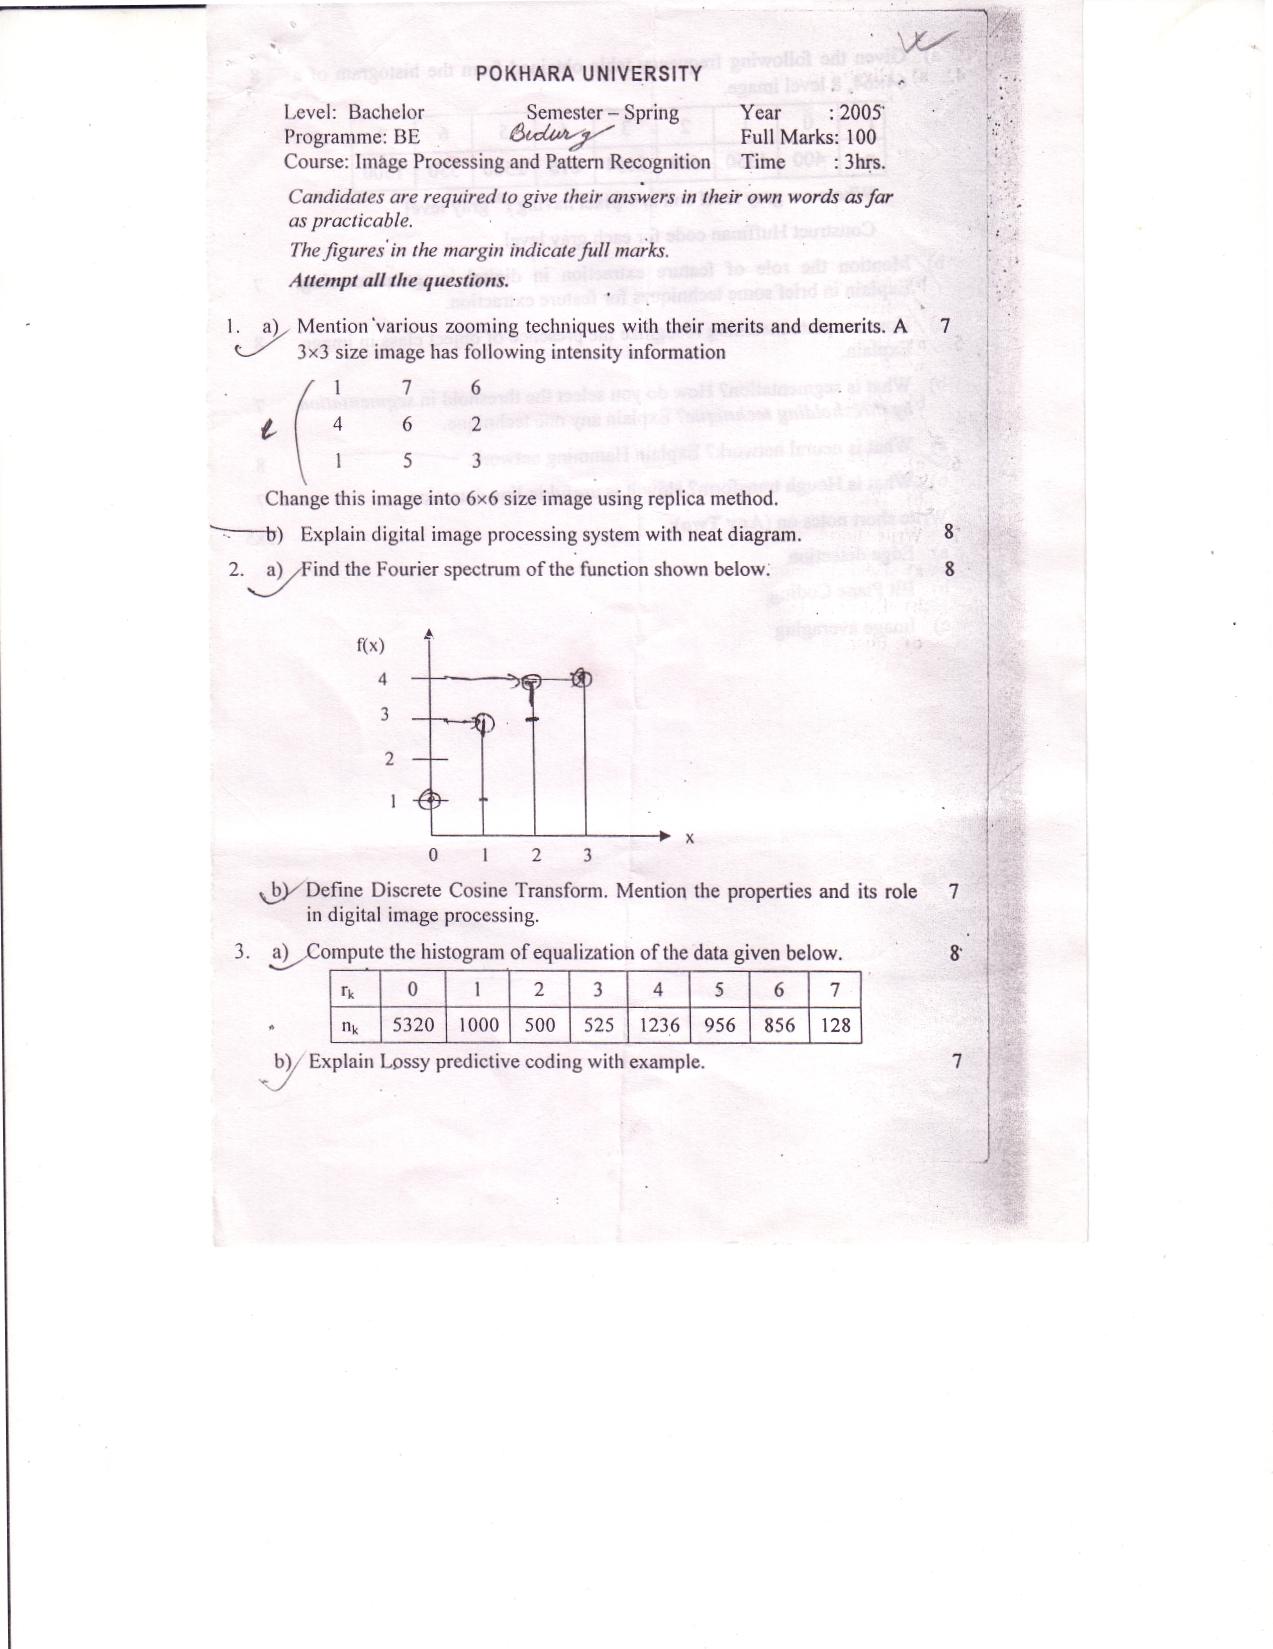 POKHARA UNIVERSITY
Level: Bachelor Semester – Spring Year : 2005
Programme: BE Full Marks: 100
Course: Image Processing and Pattern Recognition Time : 3hrs.
Candidates are required to give their answers in their own words as far
as practicable.
The figures in the margin indicate full marks.
Attempt all the questions.
1. a) Mention various zooming techniques with their merits and demerits. A 7
3×3 size image has following intensity information
1 7 6
4 6 2
1 5 3
Change this image into 6×6 size image using replica method.
b) Explain digital image processing system with neat diagram. 8
2. a) Find the Fourier spectrum of the function shown below: 8
f(x)
4
3
2
1
x
0 1 2 3
b) Define Discrete Cosine Transform. Mention the properties and its role 7
in digital image processing.
3. a) Compute the histogram of equalization of the data given below. 8
rk 0 1 2 3 4 5 6 7
nk 5320 1000 500 525 1236 956 856 128
b) Explain Lossy predictive coding with example. 7